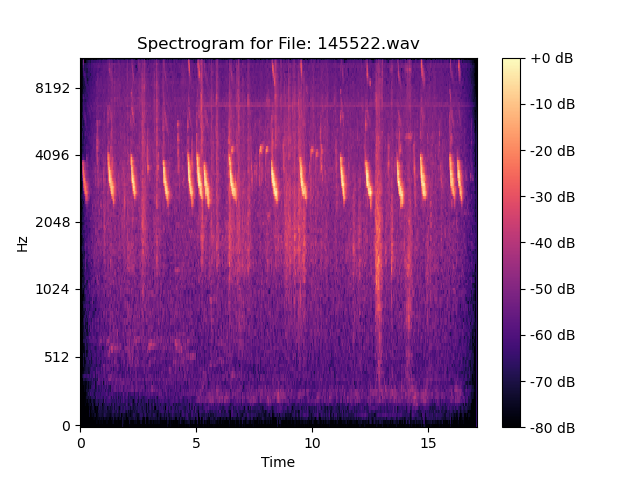 Spectrogram for File: 145522.wav
8192
4096
2048
1024
512
0
Hz
0
5
10
15
Time
+0 dB
-10 dB
-20 dB
-30 dB
-40 dB
-50 dB
-60 dB
-70 dB
-80 dB